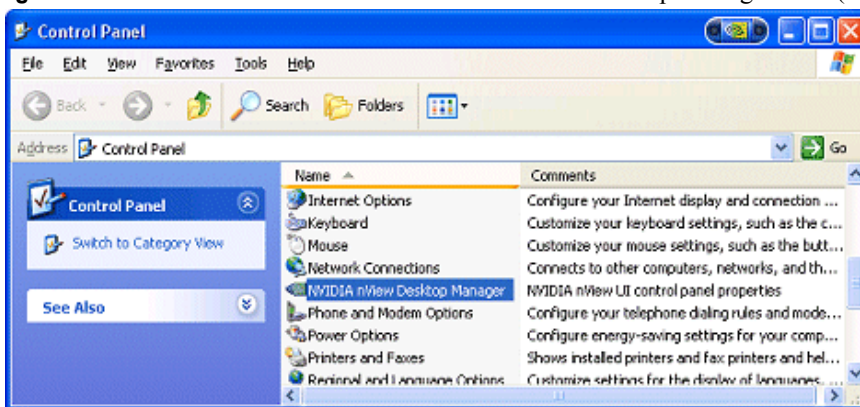 Control Panel
File Edit View Favorites Tools Help
Back Search Folders
Address Control Panel Go
Control Panel
Switch to Category View
See Also
Name Comments
Internet Options Configure your Internet display and connection ...
Keyboard Customize your keyboard settings, such as the c...
Mouse Customize your mouse settings, such as the butt...
Network Connections Connects to other computers, networks, and th...
NVIDIA nView Desktop Manager NVIDIA nView UI control panel properties
Phone and Modem Options Configure your telephone dialing rules and mode...
Power Options Configure energy-saving settings for your comp...
Printers and Faxes Shows installed printers and fax printers and hel...
Regional and Language Options Customize settings for the display of languages, ...